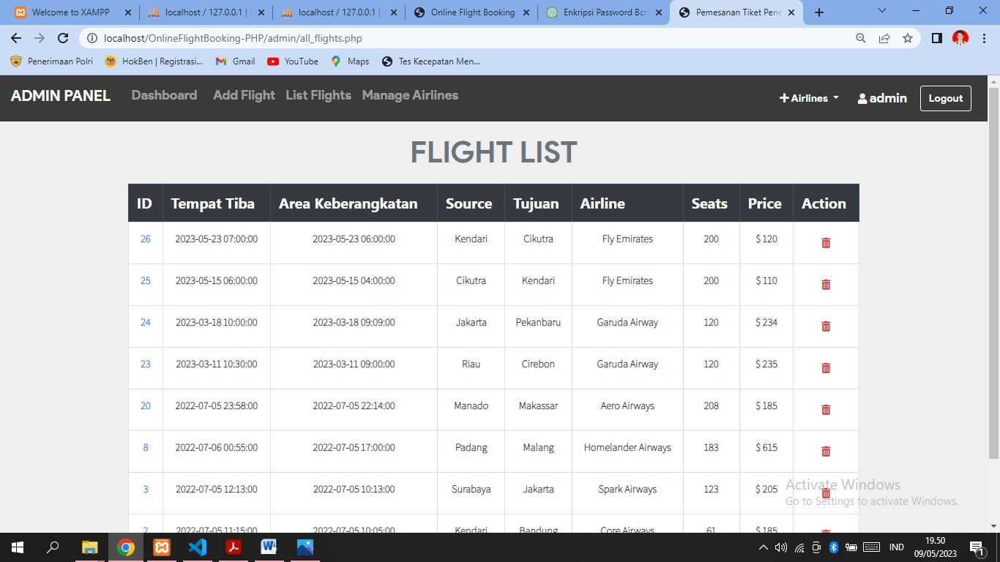 Welcome to XAMPP
localhost / 127.0.0.1 |
localhost / 127.0.0.1 |
Online Flight Booking
Enkripsi Password Bcr
Pemesanan Tiket Pene
localhost/OnlineFlightBooking-PHP/admin/all_flights.php
Penerimaan Polri HokBen | Registrasi... Gmail YouTube Maps Tes Kecepatan Men...
ADMIN PANEL Dashboard Add Flight List Flights Manage Airlines Airlines admin Logout
FLIGHT LIST
ID Tempat Tiba Area Keberangkatan Source Tujuan Airline Seats Price Action
26 2023-05-23 07:00:00 2023-05-23 06:00:00 Kendari Cikutra Fly Emirates 200 $ 120
25 2023-05-15 06:00:00 2023-05-15 04:00:00 Cikutra Kendari Fly Emirates 200 $ 110
24 2023-03-18 10:00:00 2023-03-18 09:09:00 Jakarta Pekanbaru Garuda Airway 120 $ 234
23 2023-03-11 10:30:00 2023-03-11 09:00:00 Riau Cirebon Garuda Airway 120 $ 235
20 2022-07-05 23:58:00 2022-07-05 22:14:00 Manado Makassar Aero Airways 208 $ 185
8 2022-07-06 00:55:00 2022-07-05 17:00:00 Padang Malang Homelander Airways 183 $ 615
3 2022-07-05 12:13:00 2022-07-05 10:13:00 Surabaya Jakarta Spark Airways 123 $ 205
2 2022-07-05 11:15:00 2022-07-05 10:05:00 Kendari Bandung Core Airways 61 $ 185
Activate Windows
Go to Settings to activate Windows.
IND
19.50
09/05/2023
1